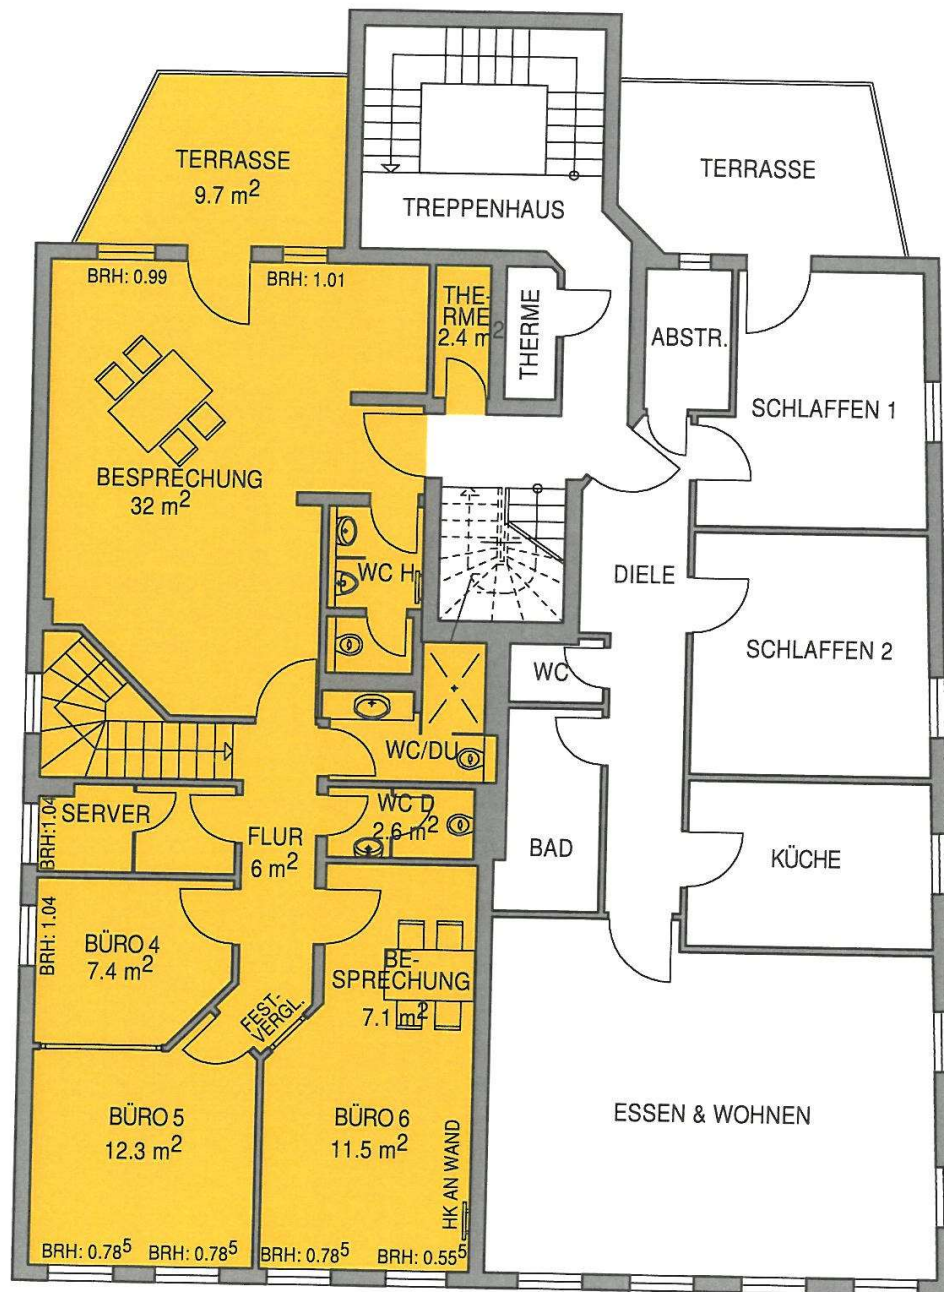 TERRASSE
9.7 m²
TREPPENHAUS
TERRASSE
BRH: 0.99
BRH: 1.01
THE-
RME
2.4 m²
THERME
ABSTR.
SCHLAFFEN 1
BESPRECHUNG
32 m²
WC H
DIELE
SCHLAFFEN 2
WC
WC/DU
SERVER
BRH:1.04
WC D
2.6 m²
FLUR
6 m²
BAD
KÜCHE
BRH: 1.04
BÜRO 4
7.4 m²
BE-
SPRECHUNG
7.1 m²
FEST-
VERGL.
BÜRO 5
12.3 m²
BÜRO 6
11.5 m²
ESSEN & WOHNEN
HK AN WAND
BRH: 0.78⁵
BRH: 0.78⁵
BRH: 0.78⁵
BRH: 0.55⁵